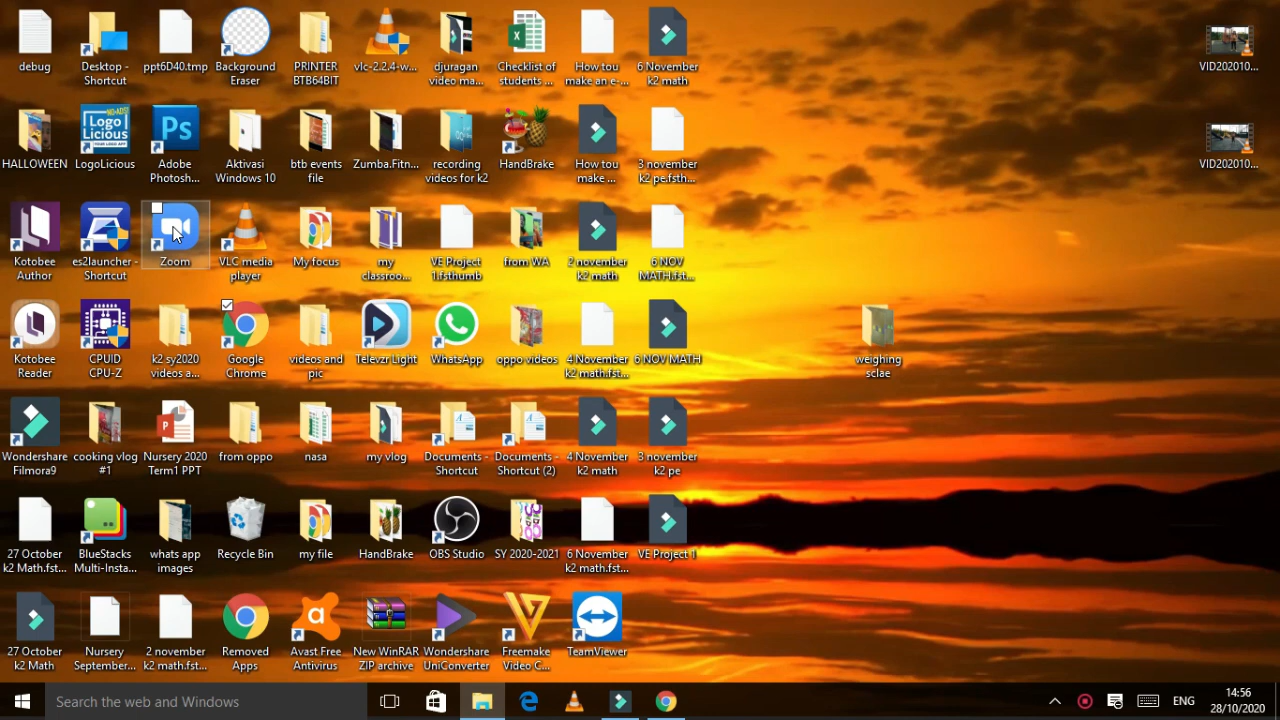 debug
Desktop -
Shortcut
ppt6D40.tmp
Background
Eraser
PRINTER
BTB64BIT
vlc-2.2.4-w...
djuragan
video ma...
Checklist of
students ...
How tou
make an e-...
6 November
k2 math
VID202010...
HALLOWEEN
NO-ADS!
Logo
Licious
YOUR LOGO APP
LogoLicious
Ps
Adobe
Photosh...
Aktivasi
Windows 10
btb events
file
Zumba.Fitn...
recording
videos for k2
HandBrake
How tou
make ...
3 november
k2 pe.fsth...
VID202010...
Kotobee
Author
es2launcher -
Shortcut
Zoom
VLC media
player
My focus
my
classroo...
VE Project
1.fsthumb
from WA
2 november
k2 math
6 NOV
MATH.fst...
Kotobee
Reader
CPUID
CPU-Z
k2 sy2020
videos a...
Google
Chrome
videos and
pic
Televzr Light
WhatsApp
oppo videos
4 November
k2 math.fst...
6 NOV MATH
weighing
sclae
Wondershare
Filmora9
cooking vlog
#1
Nursery 2020
Term1 PPT
from oppo
nasa
my vlog
Documents -
Shortcut
Documents -
Shortcut (2)
4 November
k2 math
3 november
k2 pe
27 October
k2 Math.fst...
BlueStacks
Multi-Insta...
whats app
images
Recycle Bin
my file
HandBrake
OBS Studio
SY 2020-2021
6 November
k2 math.fst...
VE Project 1
27 October
k2 Math
Nursery
September...
2 november
k2 math.fst...
Removed
Apps
Avast Free
Antivirus
New WinRAR
ZIP archive
Wondershare
UniConverter
Freemake
Video C...
TeamViewer
Search the web and Windows
ENG
14:56
28/10/2020